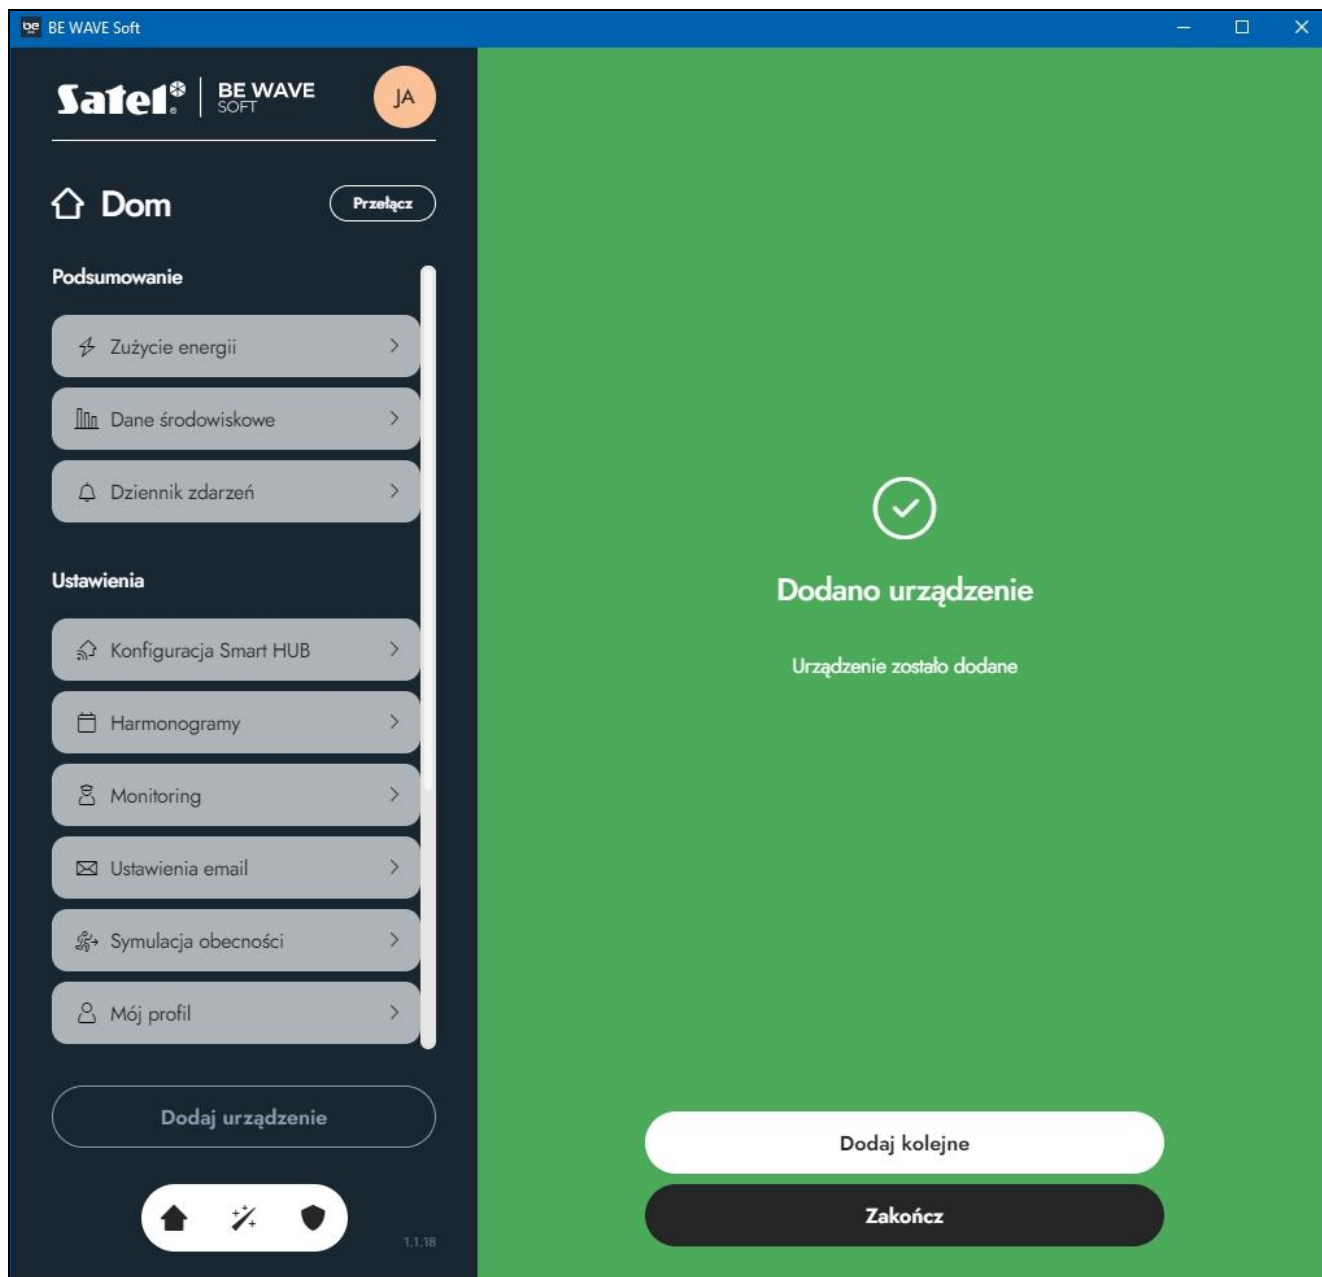 be BE WAVE Soft
Satel® BE WAVE
SOFT
JA
Dom
Przełącz
Podsumowanie
Zużycie energii
Dane środowiskowe
Dziennik zdarzeń
Ustawienia
Konfiguracja Smart HUB
Harmonogramy
Monitoring
Ustawienia email
Symulacja obecności
Mój profil
Dodaj urządzenie
1.1.18
Dodano urządzenie
Urządzenie zostało dodane
Dodaj kolejne
Zakończ